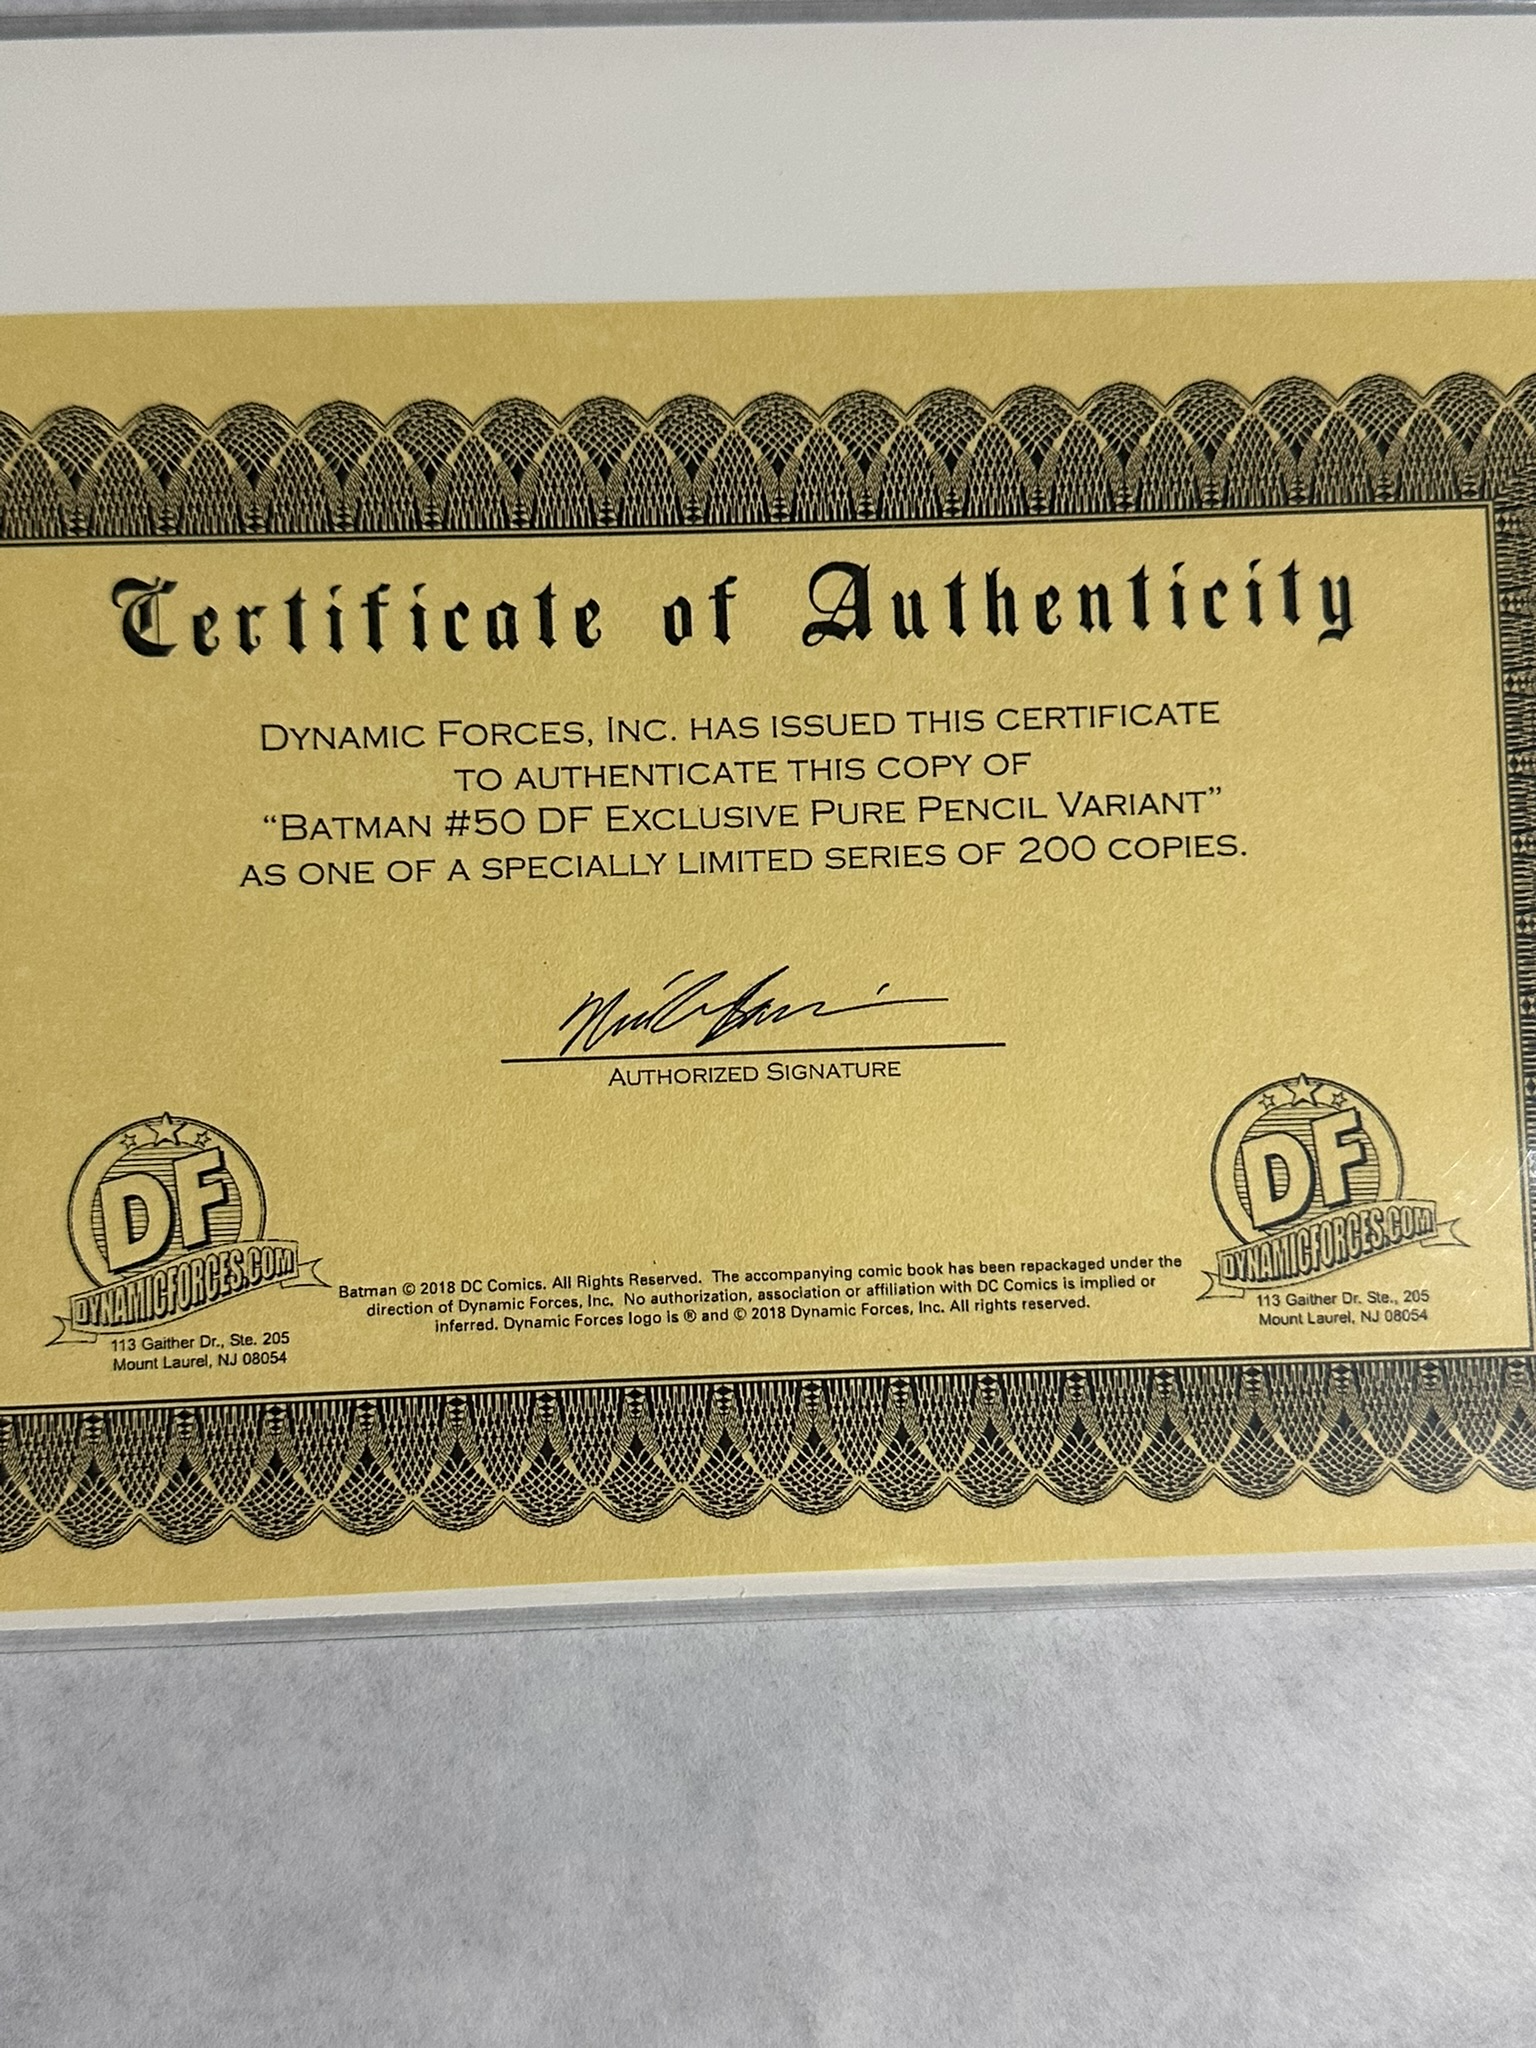 Certificate of Authenticity
DYNAMIC FORCES, INC. HAS ISSUED THIS CERTIFICATE
TO AUTHENTICATE THIS COPY OF
“BATMAN #50 DF EXCLUSIVE PURE PENCIL VARIANT”
AS ONE OF A SPECIALLY LIMITED SERIES OF 200 COPIES.
AUTHORIZED SIGNATURE
DF
DYNAMICFORCES.COM
113 Gaither Dr., Ste. 205
Mount Laurel, NJ 08054
Batman © 2018 DC Comics. All Rights Reserved. The accompanying comic book has been repackaged under the
direction of Dynamic Forces, Inc. No authorization, association or affiliation with DC Comics is implied or
inferred. Dynamic Forces logo is ® and © 2018 Dynamic Forces, Inc. All rights reserved.
DF
DYNAMICFORCES.COM
113 Gaither Dr. Ste., 205
Mount Laurel, NJ 08054